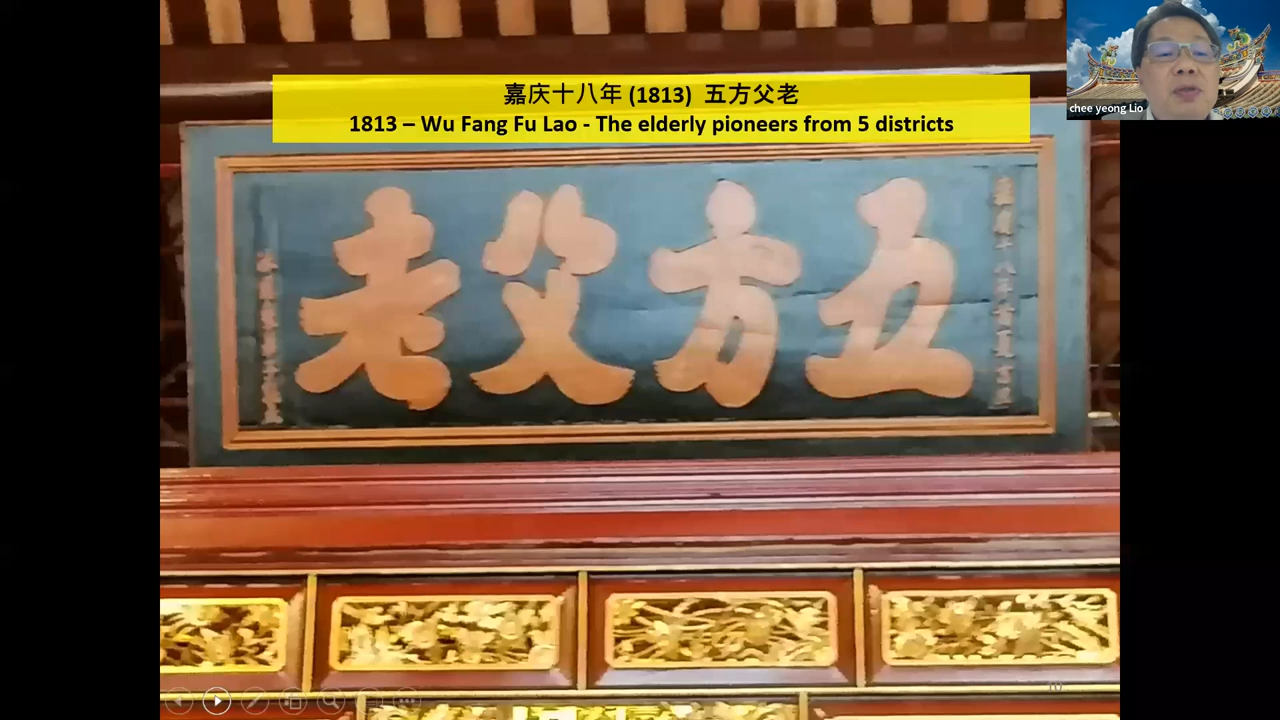 嘉庆十八年 (1813) 五方父老
1813 – Wu Fang Fu Lao - The elderly pioneers from 5 districts
chee yeong Lio
五方父老
10